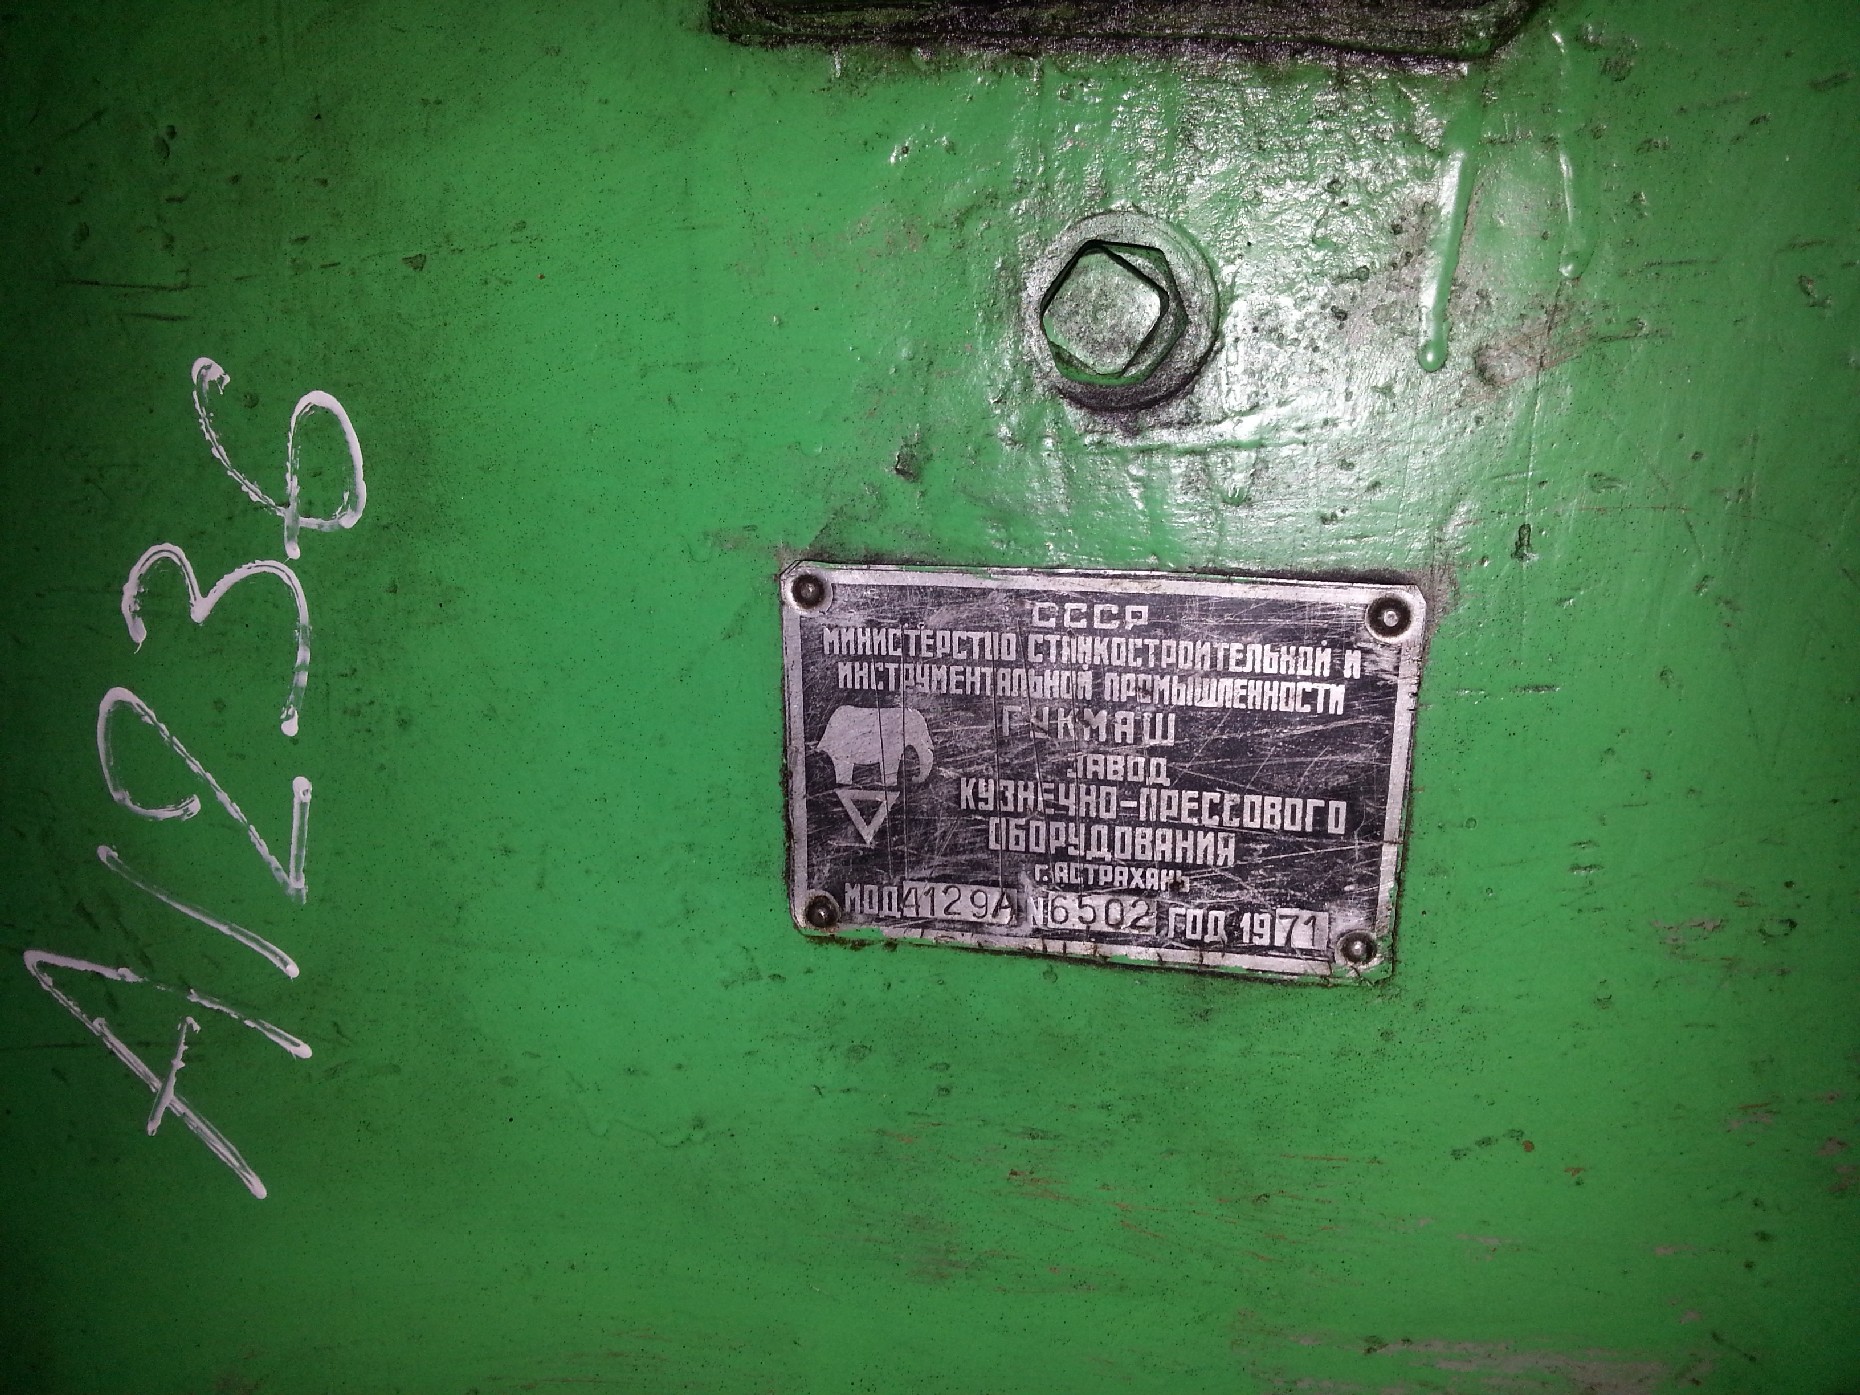 А1236
СССР
МИНИСТЕРСТВО СТАНКОСТРОИТЕЛЬНОЙ И
ИНСТРУМЕНТАЛЬНОЙ ПРОМЫШЛЕННОСТИ
ГУКМАШ
ЗАВОД
КУЗНЕЧНО-ПРЕССОВОГО
ОБОРУДОВАНИЯ
г. АСТРАХАНЬ
МОД 4129А №6502 ГОД 1971